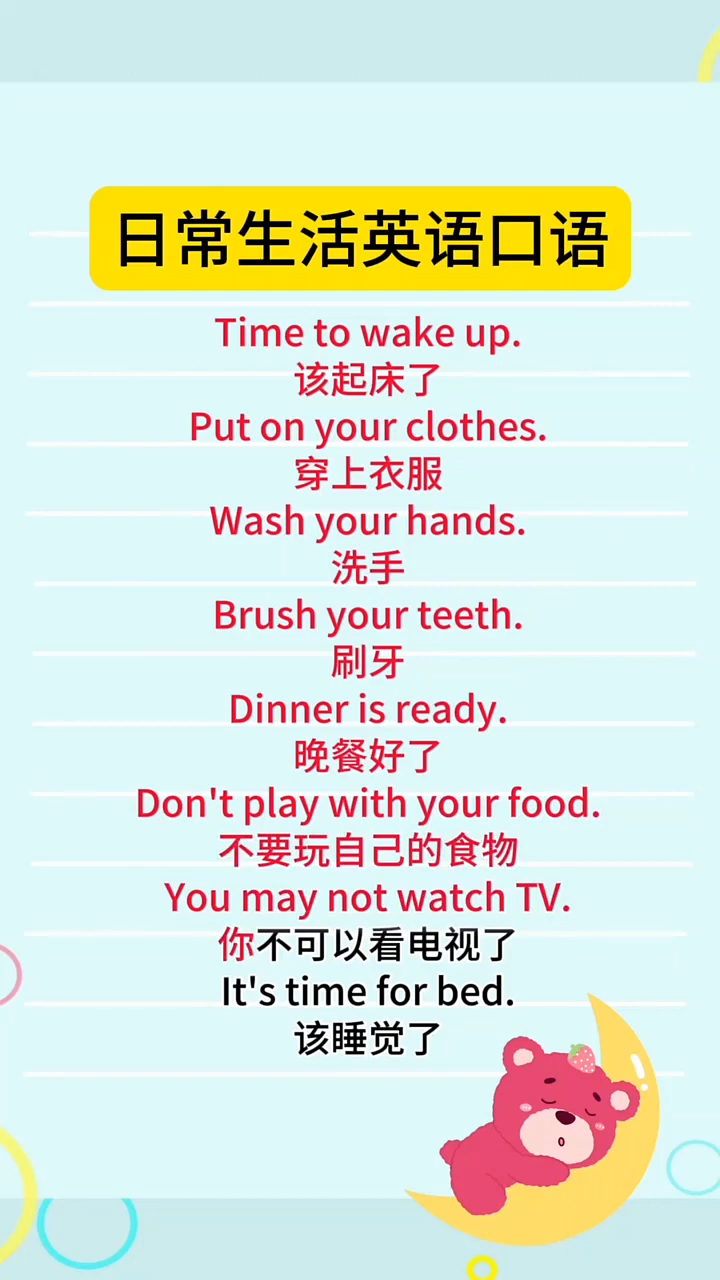 日常生活英语口语
Time to wake up.
该起床了
Put on your clothes.
穿上衣服
Wash your hands.
洗手
Brush your teeth.
刷牙
Dinner is ready.
晚餐好了
Don't play with your food.
不要玩自己的食物
You may not watch TV.
你不可以看电视了
It's time for bed.
该睡觉了